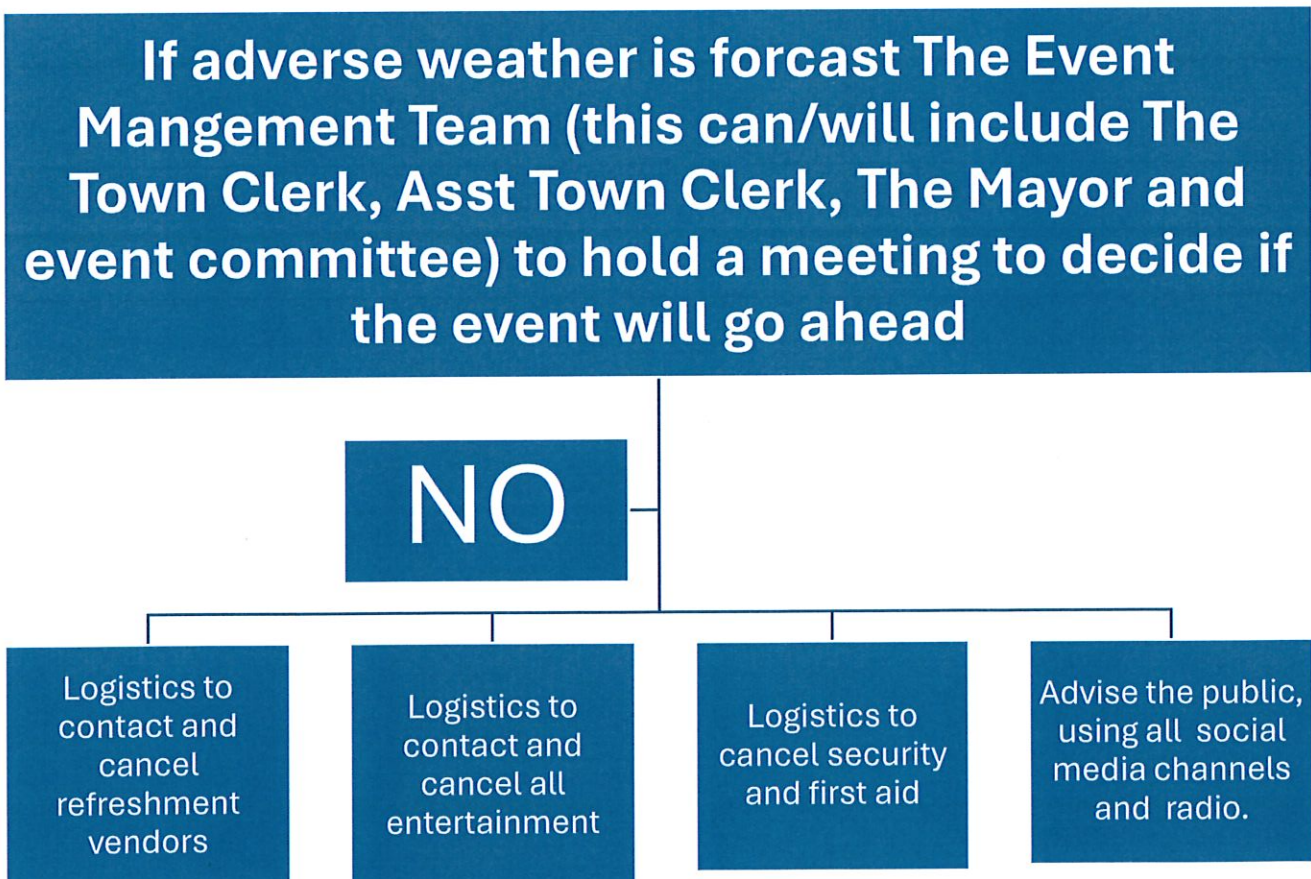 If adverse weather is forcast The Event
Mangement Team (this can/will include The
Town Clerk, Asst Town Clerk, The Mayor and
event committee) to hold a meeting to decide if
the event will go ahead
NO
Logistics to
contact and
cancel
refreshment
vendors
Logistics to
contact and
cancel all
entertainment
Logistics to
cancel security
and first aid
Advise the public,
using all social
media channels
and radio.